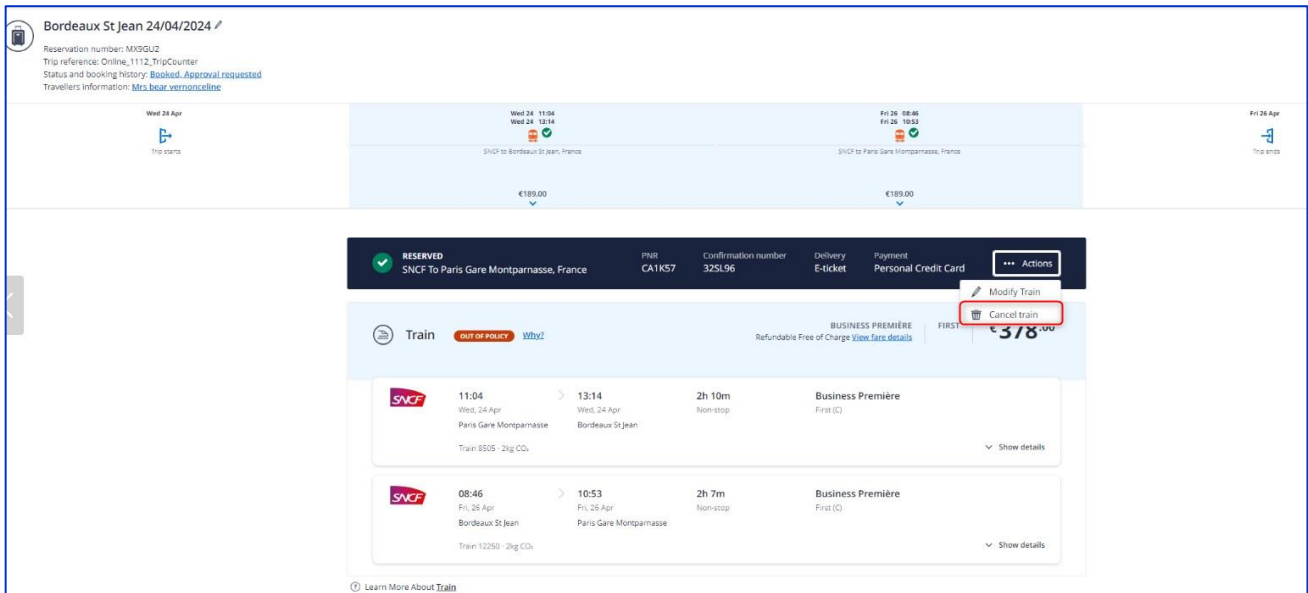 Bordeaux St Jean 24/04/2024
Reservation number: MX9GU2
Trip reference: Online_1112_TripCounter
Status and booking history: Booked, Approval requested
Travellers information: Mrs bear vernonceline
Wed 24 Apr
Trip starts
Wed 24 11:04
Wed 24 13:14
SNCF to Bordeaux St Jean, France
€189.00
Fri 26 08:46
Fri 26 10:53
SNCF to Paris Gare Montparnasse, France
€189.00
Fri 26 Apr
Trip ends
RESERVED
SNCF To Paris Gare Montparnasse, France
PNR
CA1K57
Confirmation number
32SL96
Delivery
E-ticket
Payment
Personal Credit Card
••• Actions
Modify Train
Cancel train
Train OUT OF POLICY Why?
BUSINESS PREMIÈRE
Refundable Free of Charge View fare details
FIRST
€ 378.00
SNCF
11:04
Wed, 24 Apr
Paris Gare Montparnasse
13:14
Wed, 24 Apr
Bordeaux St Jean
2h 10m
Non-stop
Business Première
First (C)
Train 8505 - 2kg CO₂
Show details
SNCF
08:46
Fri, 26 Apr
Bordeaux St Jean
10:53
Fri, 26 Apr
Paris Gare Montparnasse
2h 7m
Non-stop
Business Première
First (C)
Train 12250 - 2kg CO₂
Show details
Learn More About Train